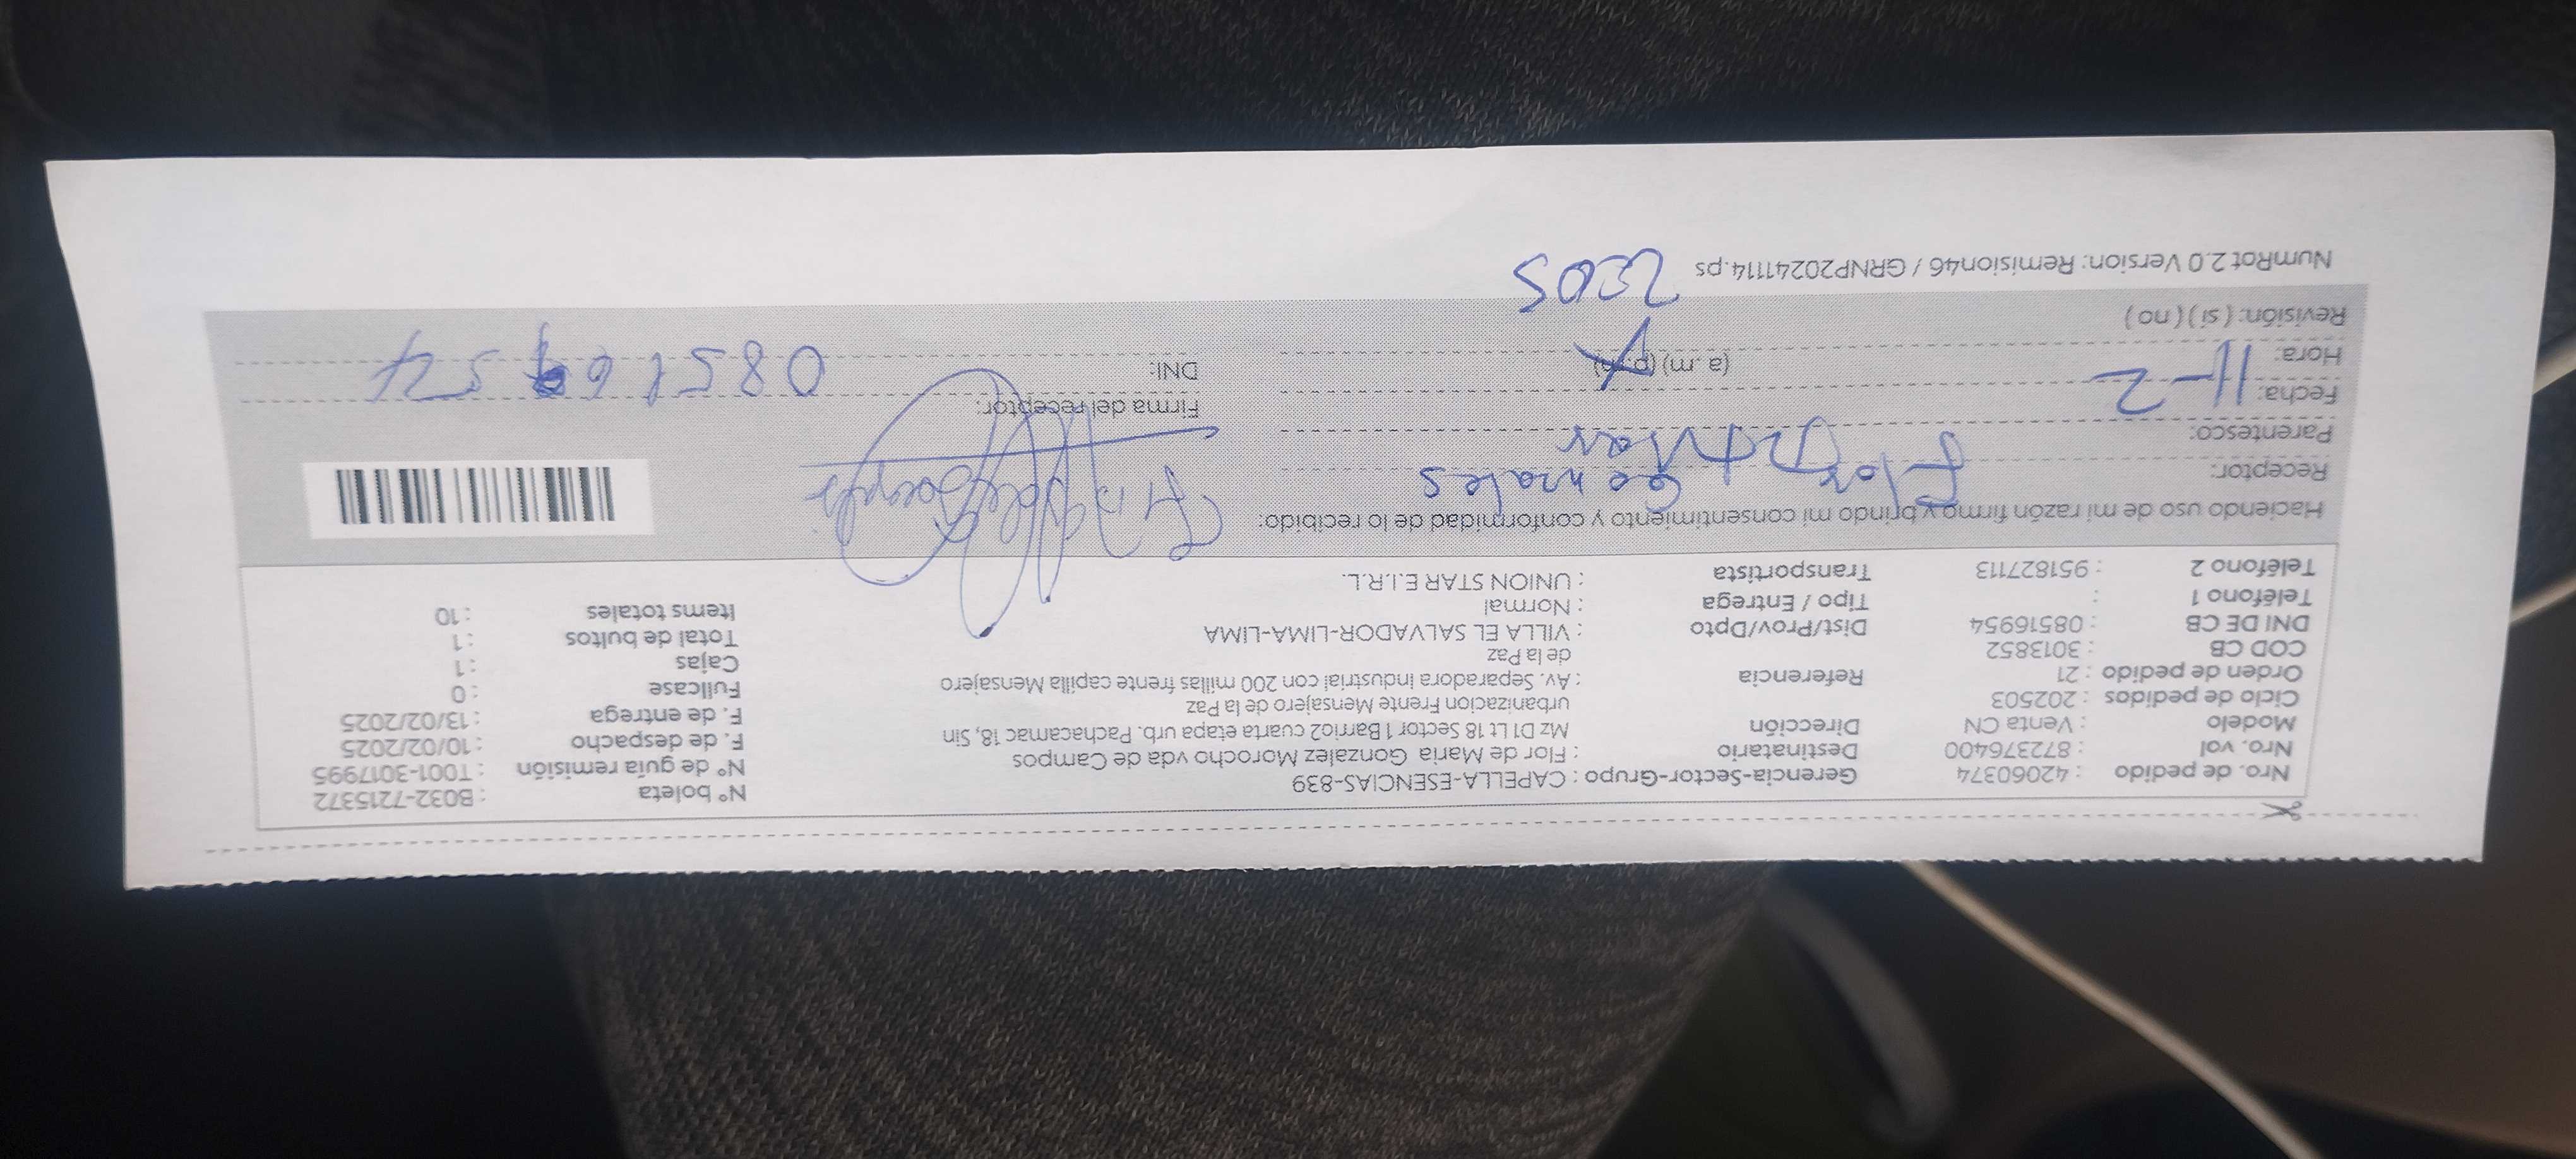 Nro. de pedido : 42060374 Gerencia-Sector-Grupo : CAPELLA-ESENCIAS-839 N° boleta : B032-7215372
Nro. vol : 872376400 Destinatario : Flor de Maria Gonzalez Morocho vda de Campos N° de guía remisión : T001-3017995
Modelo : Venta CN Dirección Mz D1 Lt 18 Sector 1 Barrio2 cuarta etapa urb. Pachacamac 18, Sin F. de despacho : 10/02/2025
Ciclo de pedidos : 202503 urbanizacion Frente Mensajero de la Paz F. de entrega : 13/02/2025
Orden de pedido : 21 Referencia : Av. Separadora industrial con 200 millas frente capilla Mensajero Fullcase : 0
COD CB : 3013852 de la Paz Cajas : 1
DNI DE CB : 08516954 Dist/Prov/Dpto : VILLA EL SALVADOR-LIMA-LIMA Total de bultos : 1
Teléfono 1 : Tipo / Entrega : Normal Items totales : 10
Teléfono 2 : 951827113 Transportista : UNION STAR E.I.R.L.
Haciendo uso de mi razón firmo y brindo mi consentimiento y conformidad de lo recibido:
Receptor: Flor Gonzales
Parentesco: Titular
Fecha: 11-2 Firma del receptor:
Hora: (a .m) (p.m) DNI: 08516954
Revisión: ( si ) ( no )
NumRot 2.0 Version: Remision46 / GRNP20241114.ps